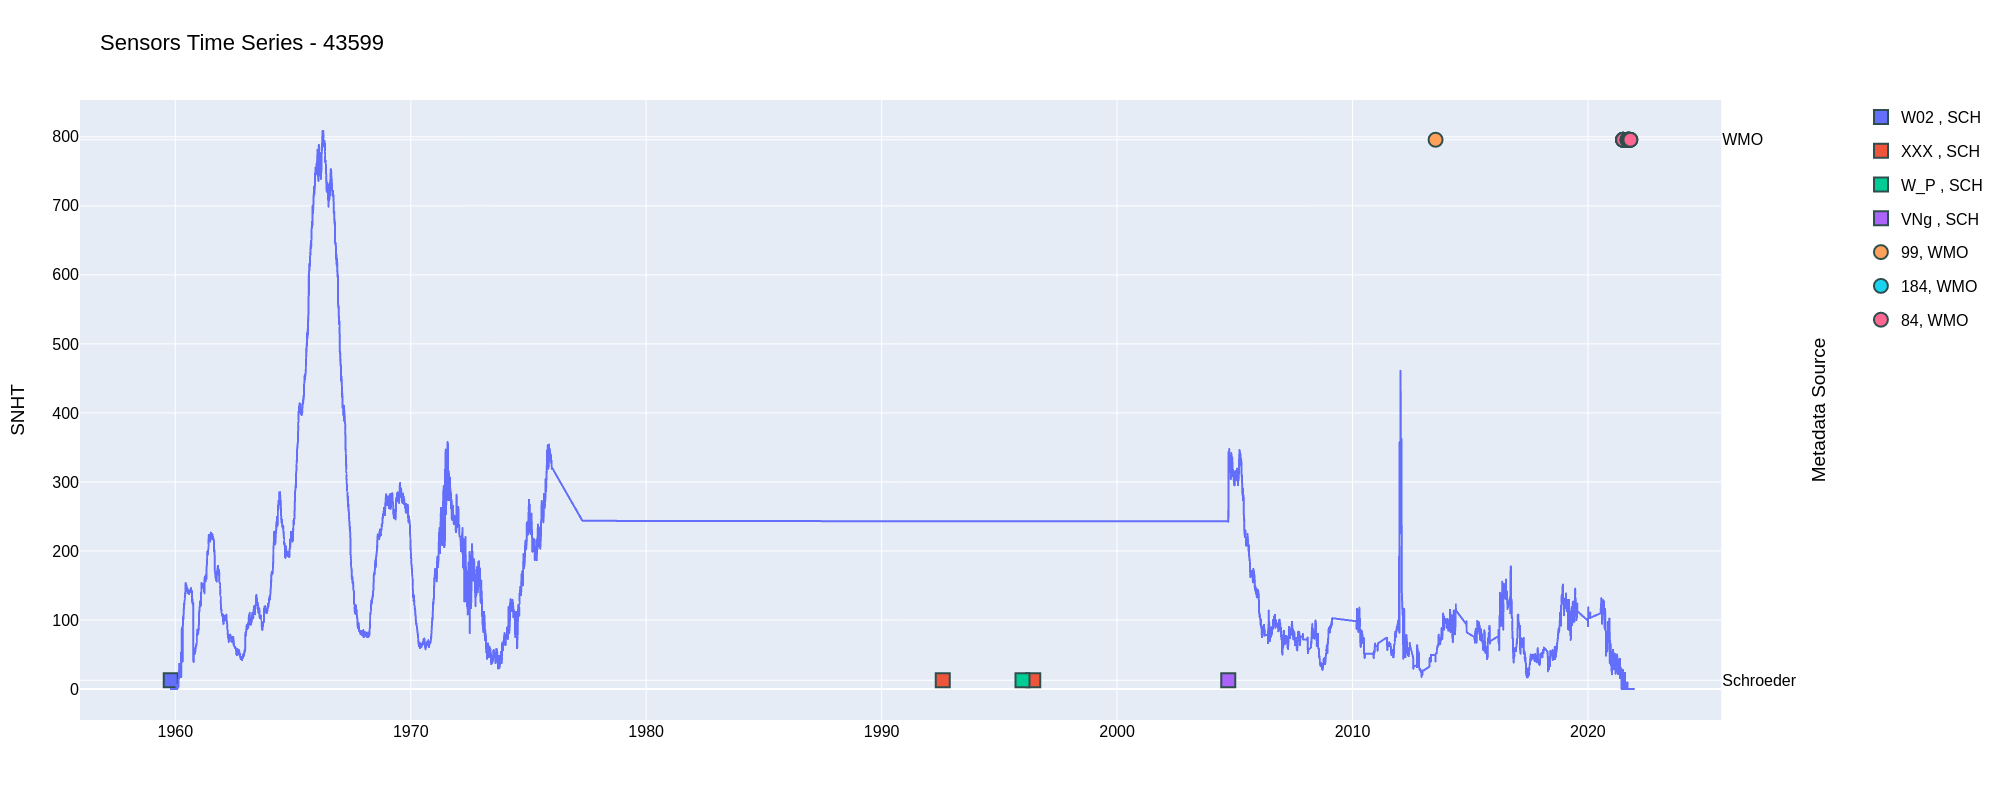 Sensors Time Series - 43599
SNHT
800
700
600
500
400
300
200
100
0
1960
1970
1980
1990
2000
2010
2020
WMO
Schroeder
Metadata Source
W02 , SCH
XXX , SCH
W_P , SCH
VNg , SCH
99, WMO
184, WMO
84, WMO